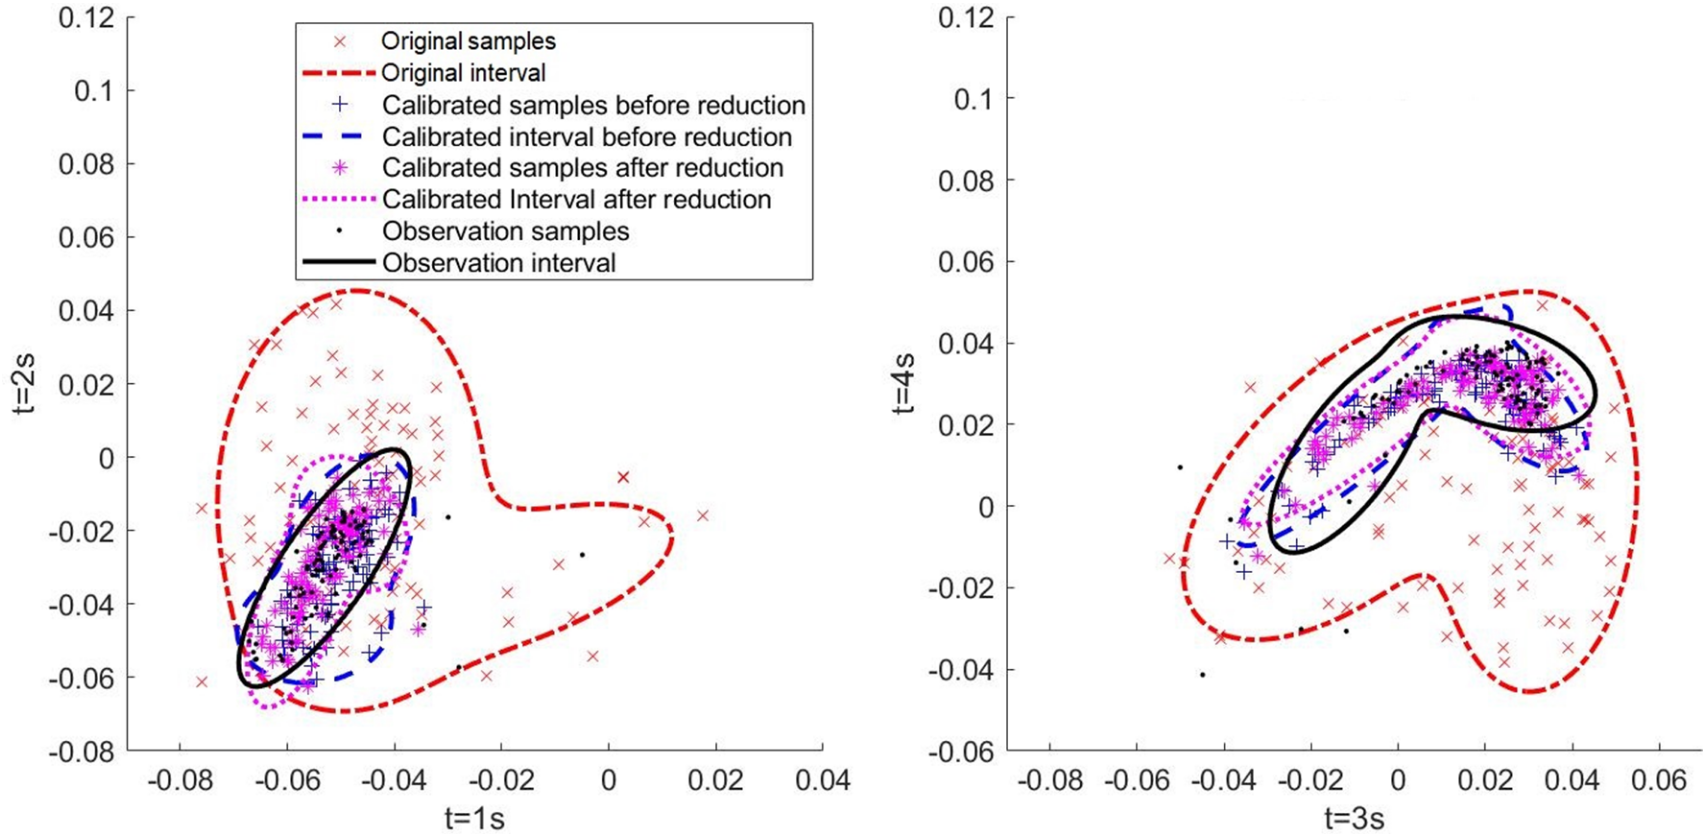 0.12
0.1
0.08
0.06
0.04
0.02
0
-0.02
-0.04
-0.06
-0.08
t=2s
Original samples
Original interval
Calibrated samples before reduction
Calibrated interval before reduction
Calibrated samples after reduction
Calibrated Interval after reduction
Observation samples
Observation interval
-0.08 -0.06 -0.04 -0.02 0 0.02 0.04
t=1s
0.12
0.1
0.08
0.06
0.04
0.02
0
-0.02
-0.04
-0.06
t=4s
-0.08 -0.06 -0.04 -0.02 0 0.02 0.04 0.06
t=3s